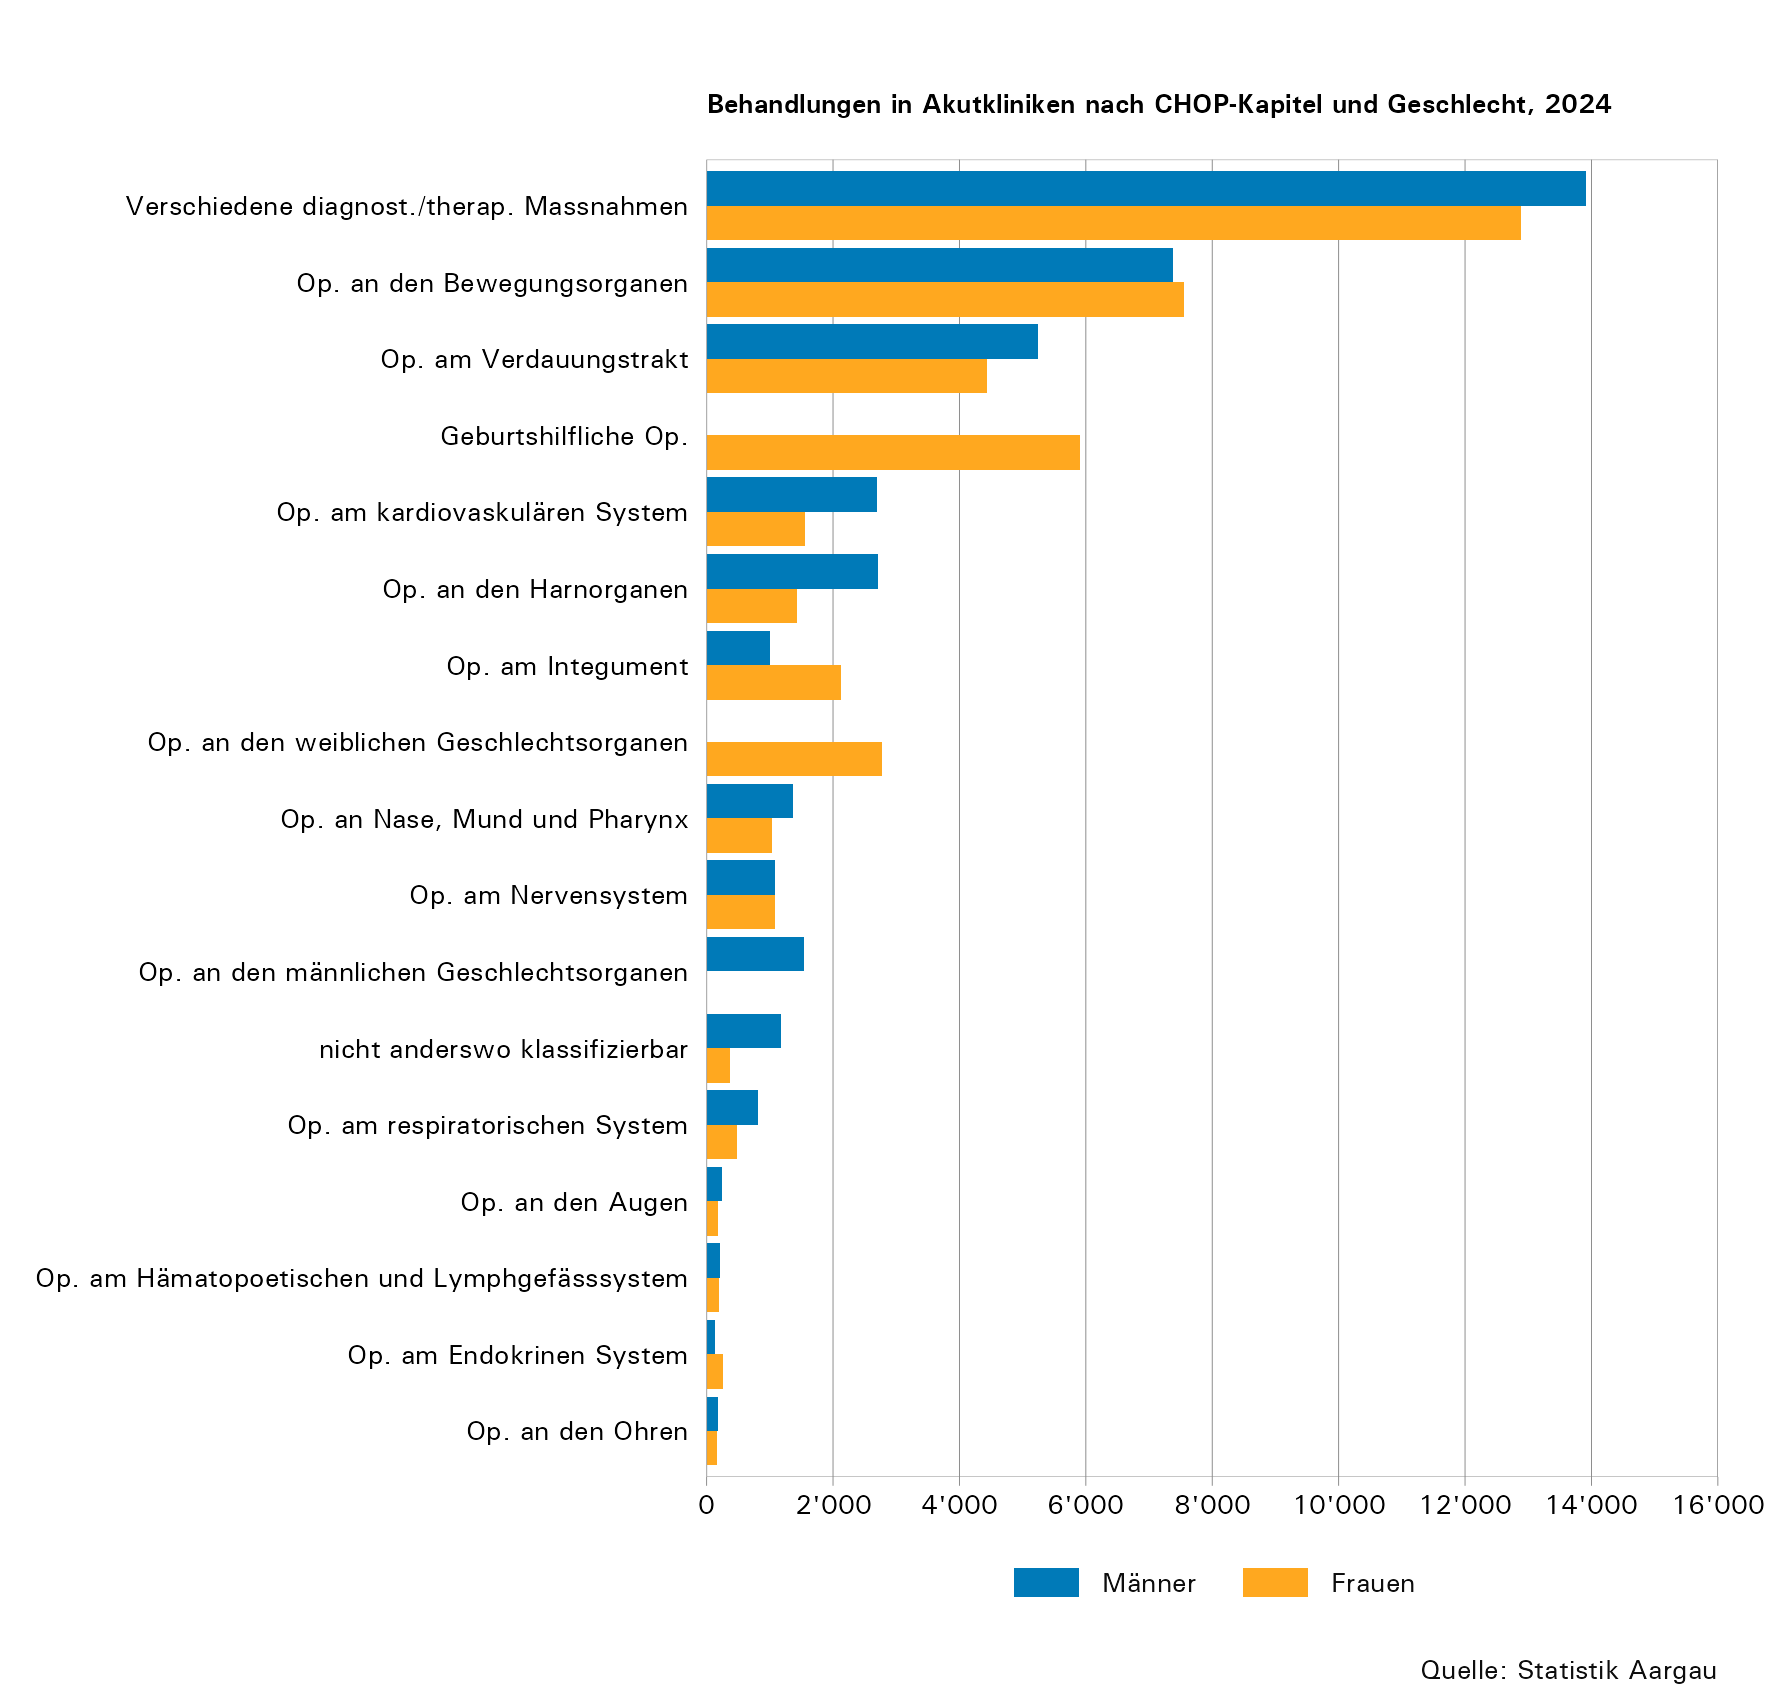 Behandlungen in Akutkliniken nach CHOP-Kapitel und Geschlecht, 2024
Verschiedene diagnost./therap. Massnahmen
Op. an den Bewegungsorganen
Op. am Verdauungstrakt
Geburtshilfliche Op.
Op. am kardiovaskulären System
Op. an den Harnorganen
Op. am Integument
Op. an den weiblichen Geschlechtsorganen
Op. an Nase, Mund und Pharynx
Op. am Nervensystem
Op. an den männlichen Geschlechtsorganen
nicht anderswo klassifizierbar
Op. am respiratorischen System
Op. an den Augen
Op. am Hämatopoetischen und Lymphgefässsystem
Op. am Endokrinen System
Op. an den Ohren
0 2'000 4'000 6'000 8'000 10'000 12'000 14'000 16'000
Männer Frauen
Quelle: Statistik Aargau